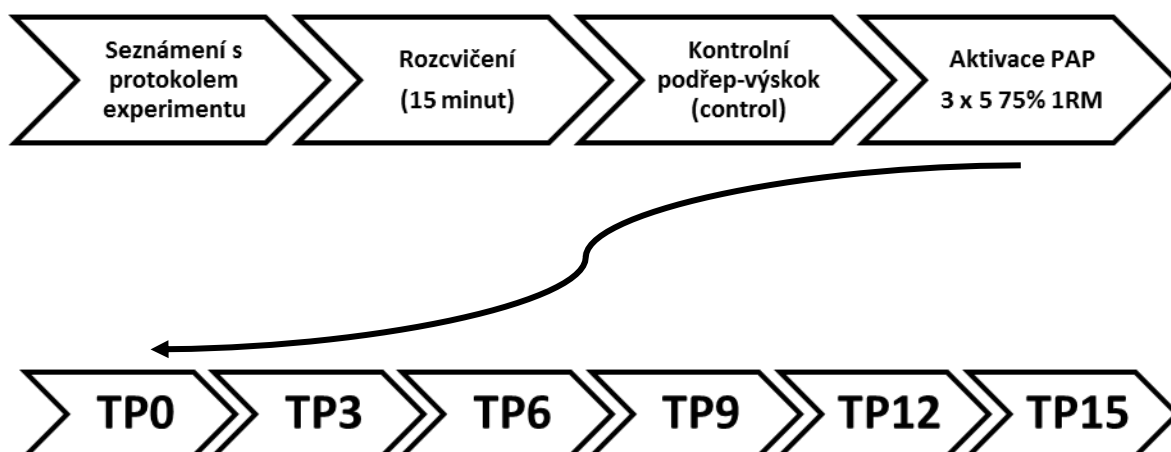 Seznámení s
protokolem
experimentu
Rozcvičení
(15 minut)
Kontrolní
podřep-výskok
(control)
Aktivace PAP
3 x 5 75% 1RM
TP0
TP3
TP6
TP9
TP12
TP15